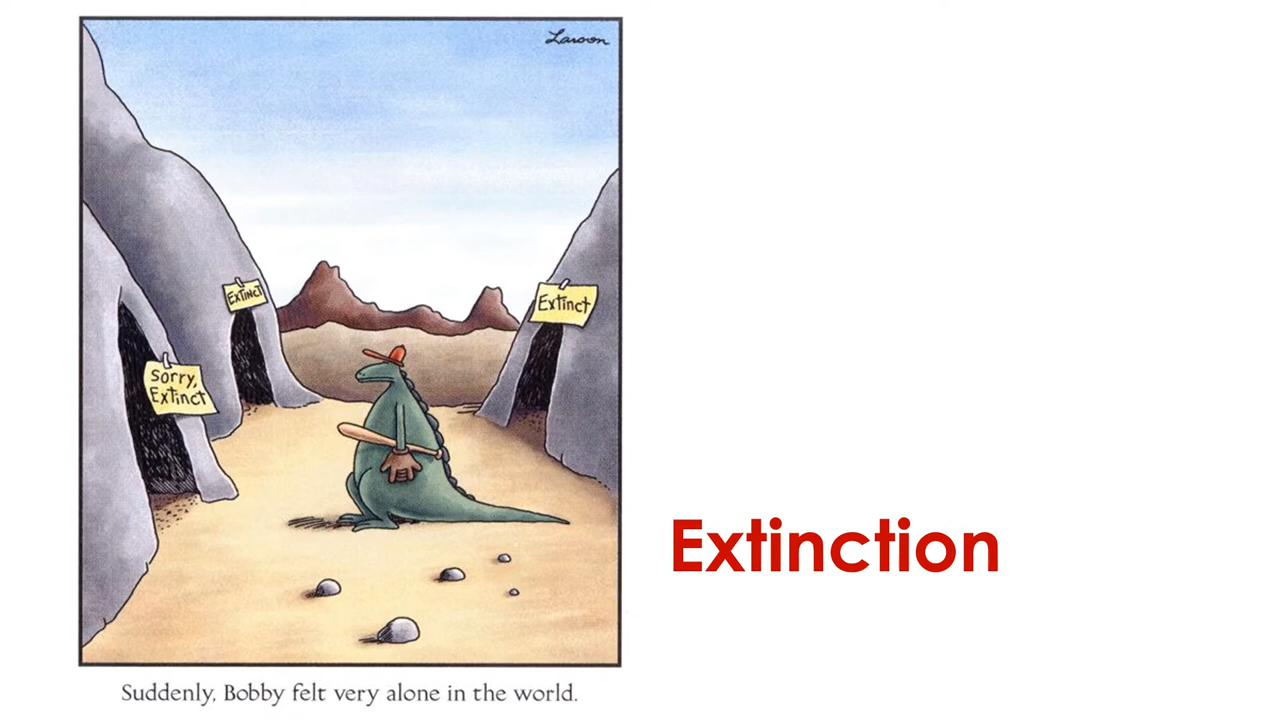 Larson
Extinct
Extinct
Sorry,
Extinct
Extinction
Suddenly, Bobby felt very alone in the world.